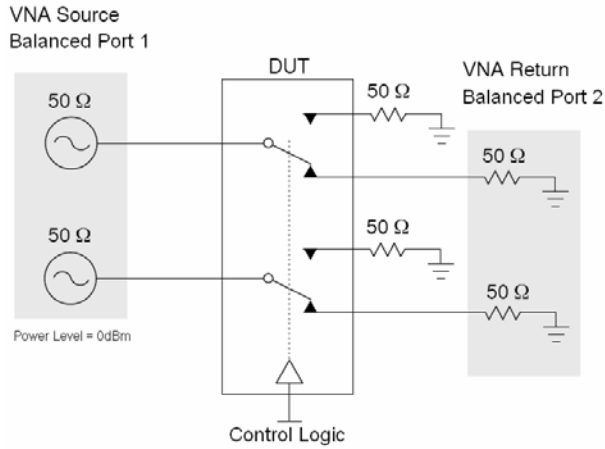 VNA Source
Balanced Port 1
DUT
VNA Return
Balanced Port 2
50 Ω
50 Ω
50 Ω
50 Ω
50 Ω
50 Ω
Power Level = 0dBm
Control Logic